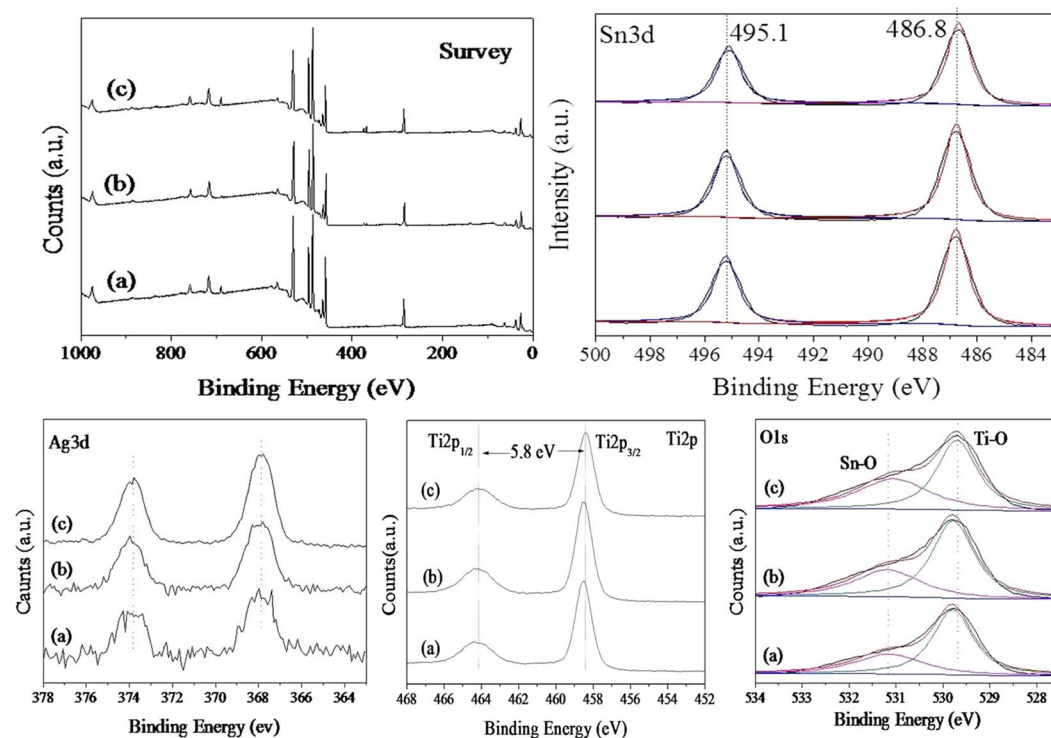 Survey
(c)
(b)
(a)
Counts (a.u.)
1000 800 600 400 200 0
Binding Energy (eV)
Sn3d
495.1
486.8
Intensity (a.u.)
500 498 496 494 492 490 488 486 484
Binding Energy (eV)
Ag3d
(c)
(b)
(a)
Caunts (a.u.)
378 376 374 372 370 368 366 364
Binding Energy (ev)
Ti2p1/2
5.8 eV
Ti2p3/2
Ti2p
(c)
(b)
(a)
Counts(a.u.)
468 466 464 462 460 458 456 454 452
Binding Energy (eV)
O1s
Ti-O
Sn-O
(c)
(b)
(a)
Counts (a.u.)
534 533 532 531 530 529 528
Binding Energy (eV)